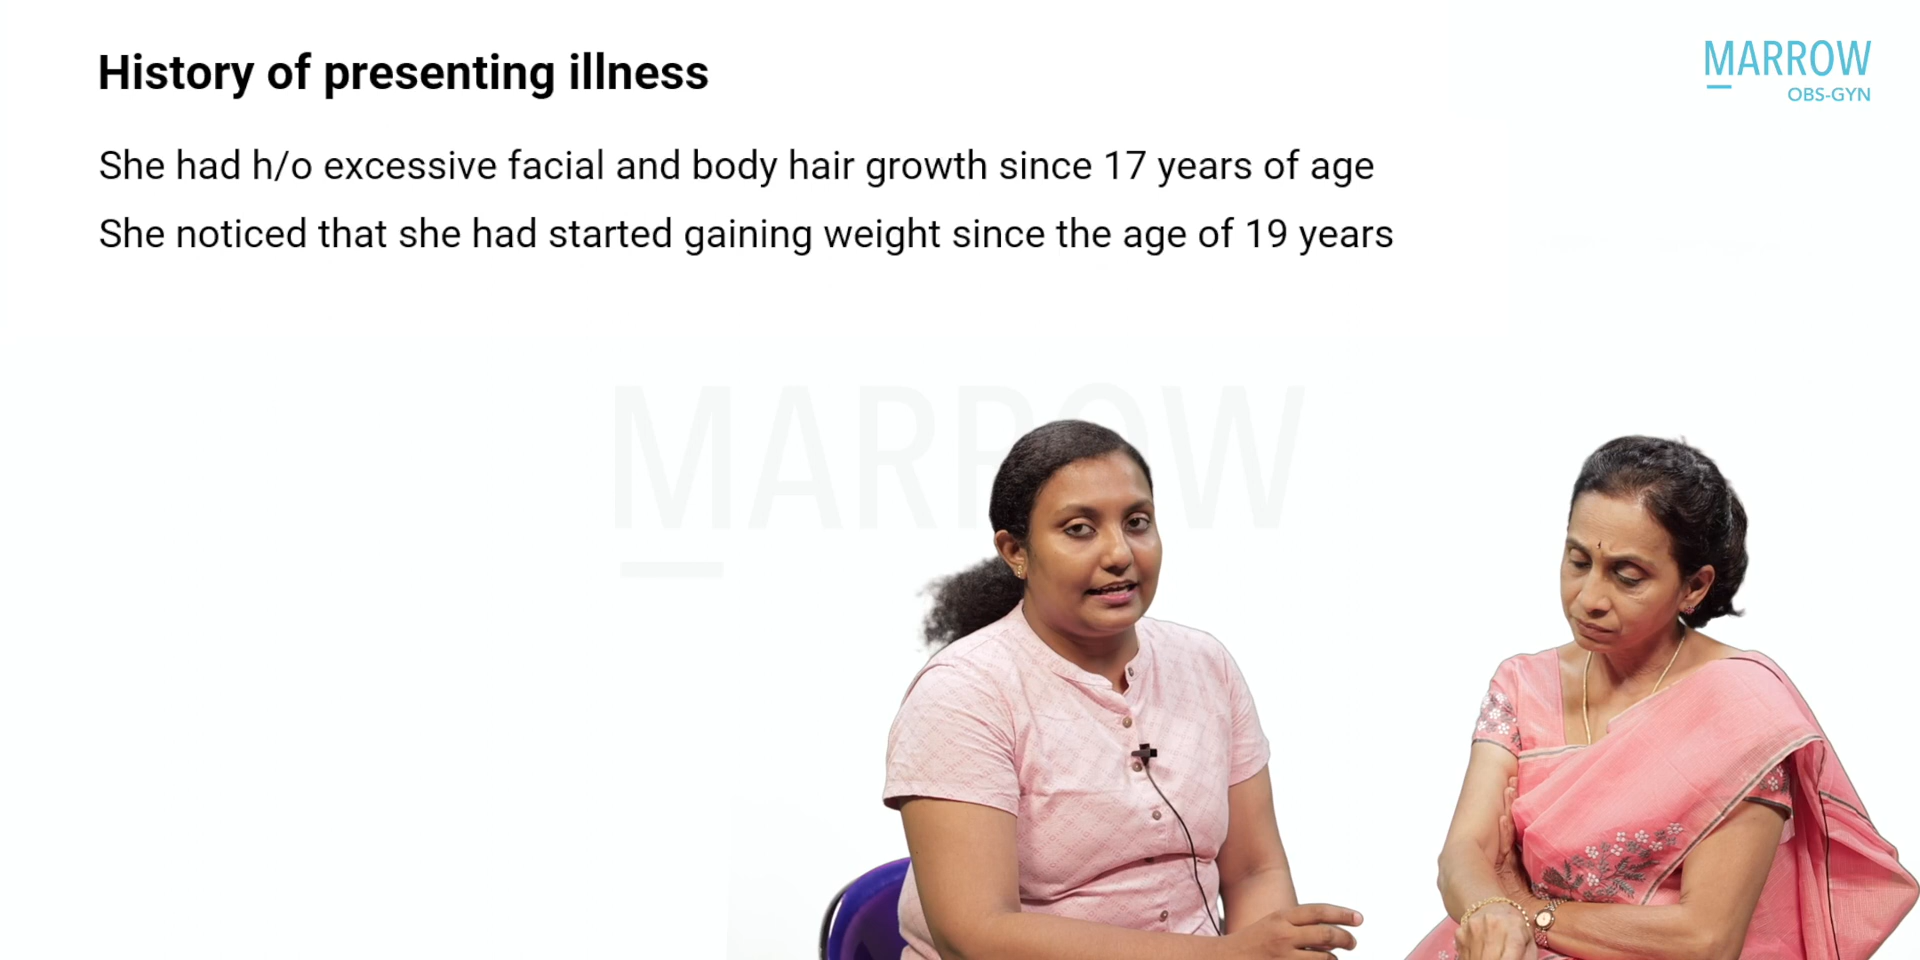 History of presenting illness
MARROW
OBS-GYN
She had h/o excessive facial and body hair growth since 17 years of age
She noticed that she had started gaining weight since the age of 19 years
MARROW